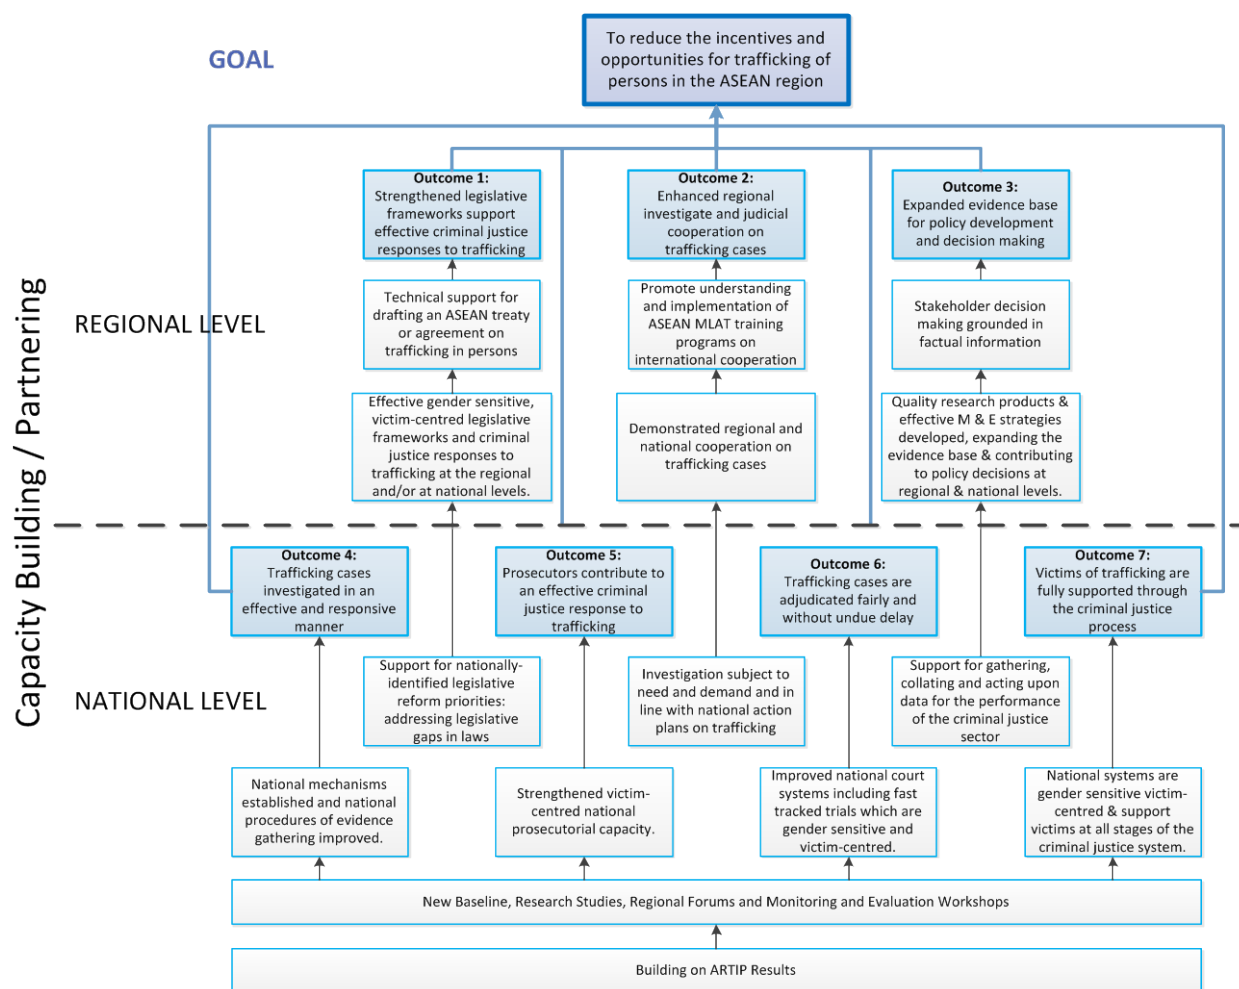 GOAL
To reduce the incentives and
opportunities for trafficking of
persons in the ASEAN region
Capacity Building / Partnering
REGIONAL LEVEL
Outcome 1:
Strengthened legislative
frameworks support
effective criminal justice
responses to trafficking
Outcome 2:
Enhanced regional
investigate and judicial
cooperation on
trafficking cases
Outcome 3:
Expanded evidence base
for policy development
and decision making
Technical support for
drafting an ASEAN treaty
or agreement on
trafficking in persons
Promote understanding
and implementation of
ASEAN MLAT training
programs on
international cooperation
Stakeholder decision
making grounded in
factual information
Effective gender sensitive,
victim-centred legislative
frameworks and criminal
justice responses to
trafficking at the regional
and/or at national levels.
Demonstrated regional and
national cooperation on
trafficking cases
Quality research products &
effective M & E strategies
developed, expanding the
evidence base & contributing
to policy decisions at
regional & national levels.
NATIONAL LEVEL
Outcome 4:
Trafficking cases
investigated in an
effective and responsive
manner
Outcome 5:
Prosecutors contribute to
an effective criminal
justice response to
trafficking
Outcome 6:
Trafficking cases are
adjudicated fairly and
without undue delay
Outcome 7:
Victims of trafficking are
fully supported through
the criminal justice
process
Support for nationally-
identified legislative
reform priorities:
addressing legislative
gaps in laws
Investigation subject to
need and demand and in
line with national action
plans on trafficking
Support for gathering,
collating and acting upon
data for the performance
of the criminal justice
sector
National mechanisms
established and national
procedures of evidence
gathering improved.
Strengthened victim-
centred national
prosecutorial capacity.
Improved national court
systems including fast
tracked trials which are
gender sensitive and
victim-centred.
National systems are
gender sensitive victim-
centred & support
victims at all stages of the
criminal justice system.
New Baseline, Research Studies, Regional Forums and Monitoring and Evaluation Workshops
Building on ARTIP Results